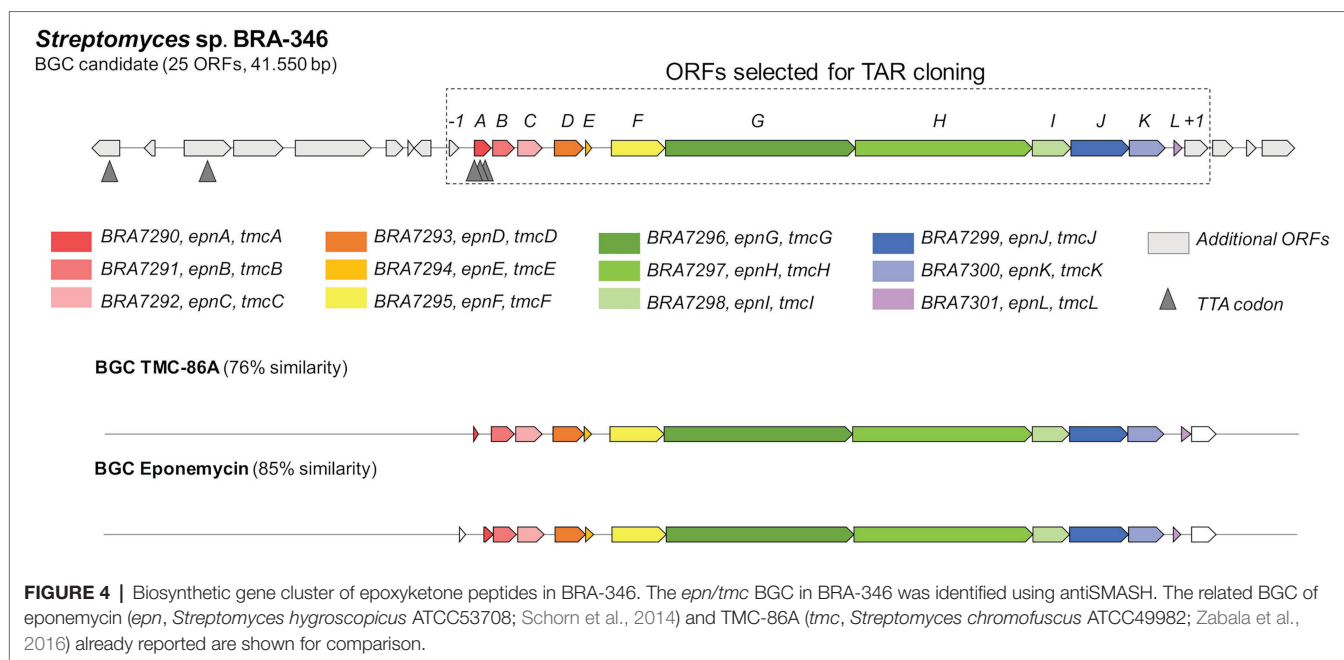 Streptomyces sp. BRA-346
BGC candidate (25 ORFs, 41.550 bp)
ORFs selected for TAR cloning
-1 A B C D E F G H I J K L +1
BRA7290, epnA, tmcA
BRA7291, epnB, tmcB
BRA7292, epnC, tmcC
BRA7293, epnD, tmcD
BRA7294, epnE, tmcE
BRA7295, epnF, tmcF
BRA7296, epnG, tmcG
BRA7297, epnH, tmcH
BRA7298, epnI, tmcI
BRA7299, epnJ, tmcJ
BRA7300, epnK, tmcK
BRA7301, epnL, tmcL
Additional ORFs
TTA codon
BGC TMC-86A (76% similarity)
BGC Eponemycin (85% similarity)
FIGURE 4 | Biosynthetic gene cluster of epoxyketone peptides in BRA-346. The epn/tmc BGC in BRA-346 was identified using antiSMASH. The related BGC of
eponemycin (epn, Streptomyces hygroscopicus ATCC53708; Schorn et al., 2014) and TMC-86A (tmc, Streptomyces chromofuscus ATCC49982; Zabala et al.,
2016) already reported are shown for comparison.